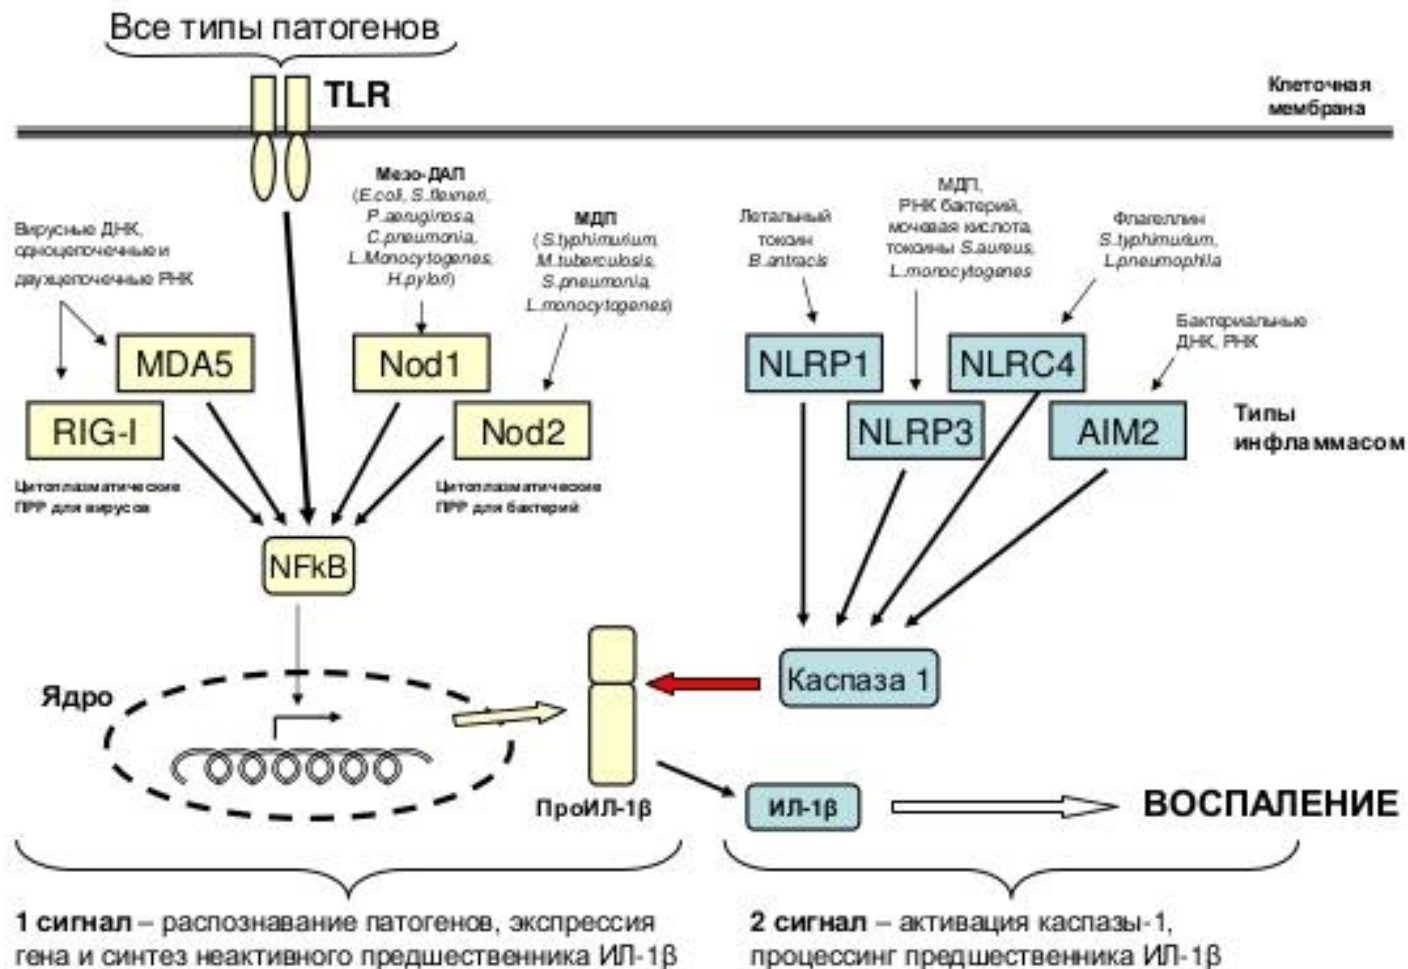 Все типы патогенов
TLR
Клеточная
мембрана
Вирусные ДНК,
одноцепочечные и
двухцепочечные РНК
Мезо-ДАП
(E.coli, S.flexneri,
P.aeruginosa,
C.pneumonia,
L.Monocytogenes,
H.pylori)
МДП
(S.typhimurium,
M.tuberculosis,
S.pneumonia,
L.monocytogenes)
Летальный
токсин
B.antracis
МДП,
РНК бактерий,
мочевая кислота,
токсины S.aureus,
L.monocytogenes
Флагеллин
S.typhimurium,
L.pneumophila
Бактериальные
ДНК, РНК
MDA5
RIG-I
Nod1
Nod2
NLRP1
NLRP3
NLRC4
AIM2
Типы
инфламмасом
Цитоплазматические
ПРР для вирусов
Цитоплазматические
ПРР для бактерий
NFkB
Ядро
ПроИЛ-1β
Каспаза 1
ИЛ-1β
ВОСПАЛЕНИЕ
1 сигнал – распознавание патогенов, экспрессия
гена и синтез неактивного предшественника ИЛ-1β
2 сигнал – активация каспазы-1,
процессинг предшественника ИЛ-1β